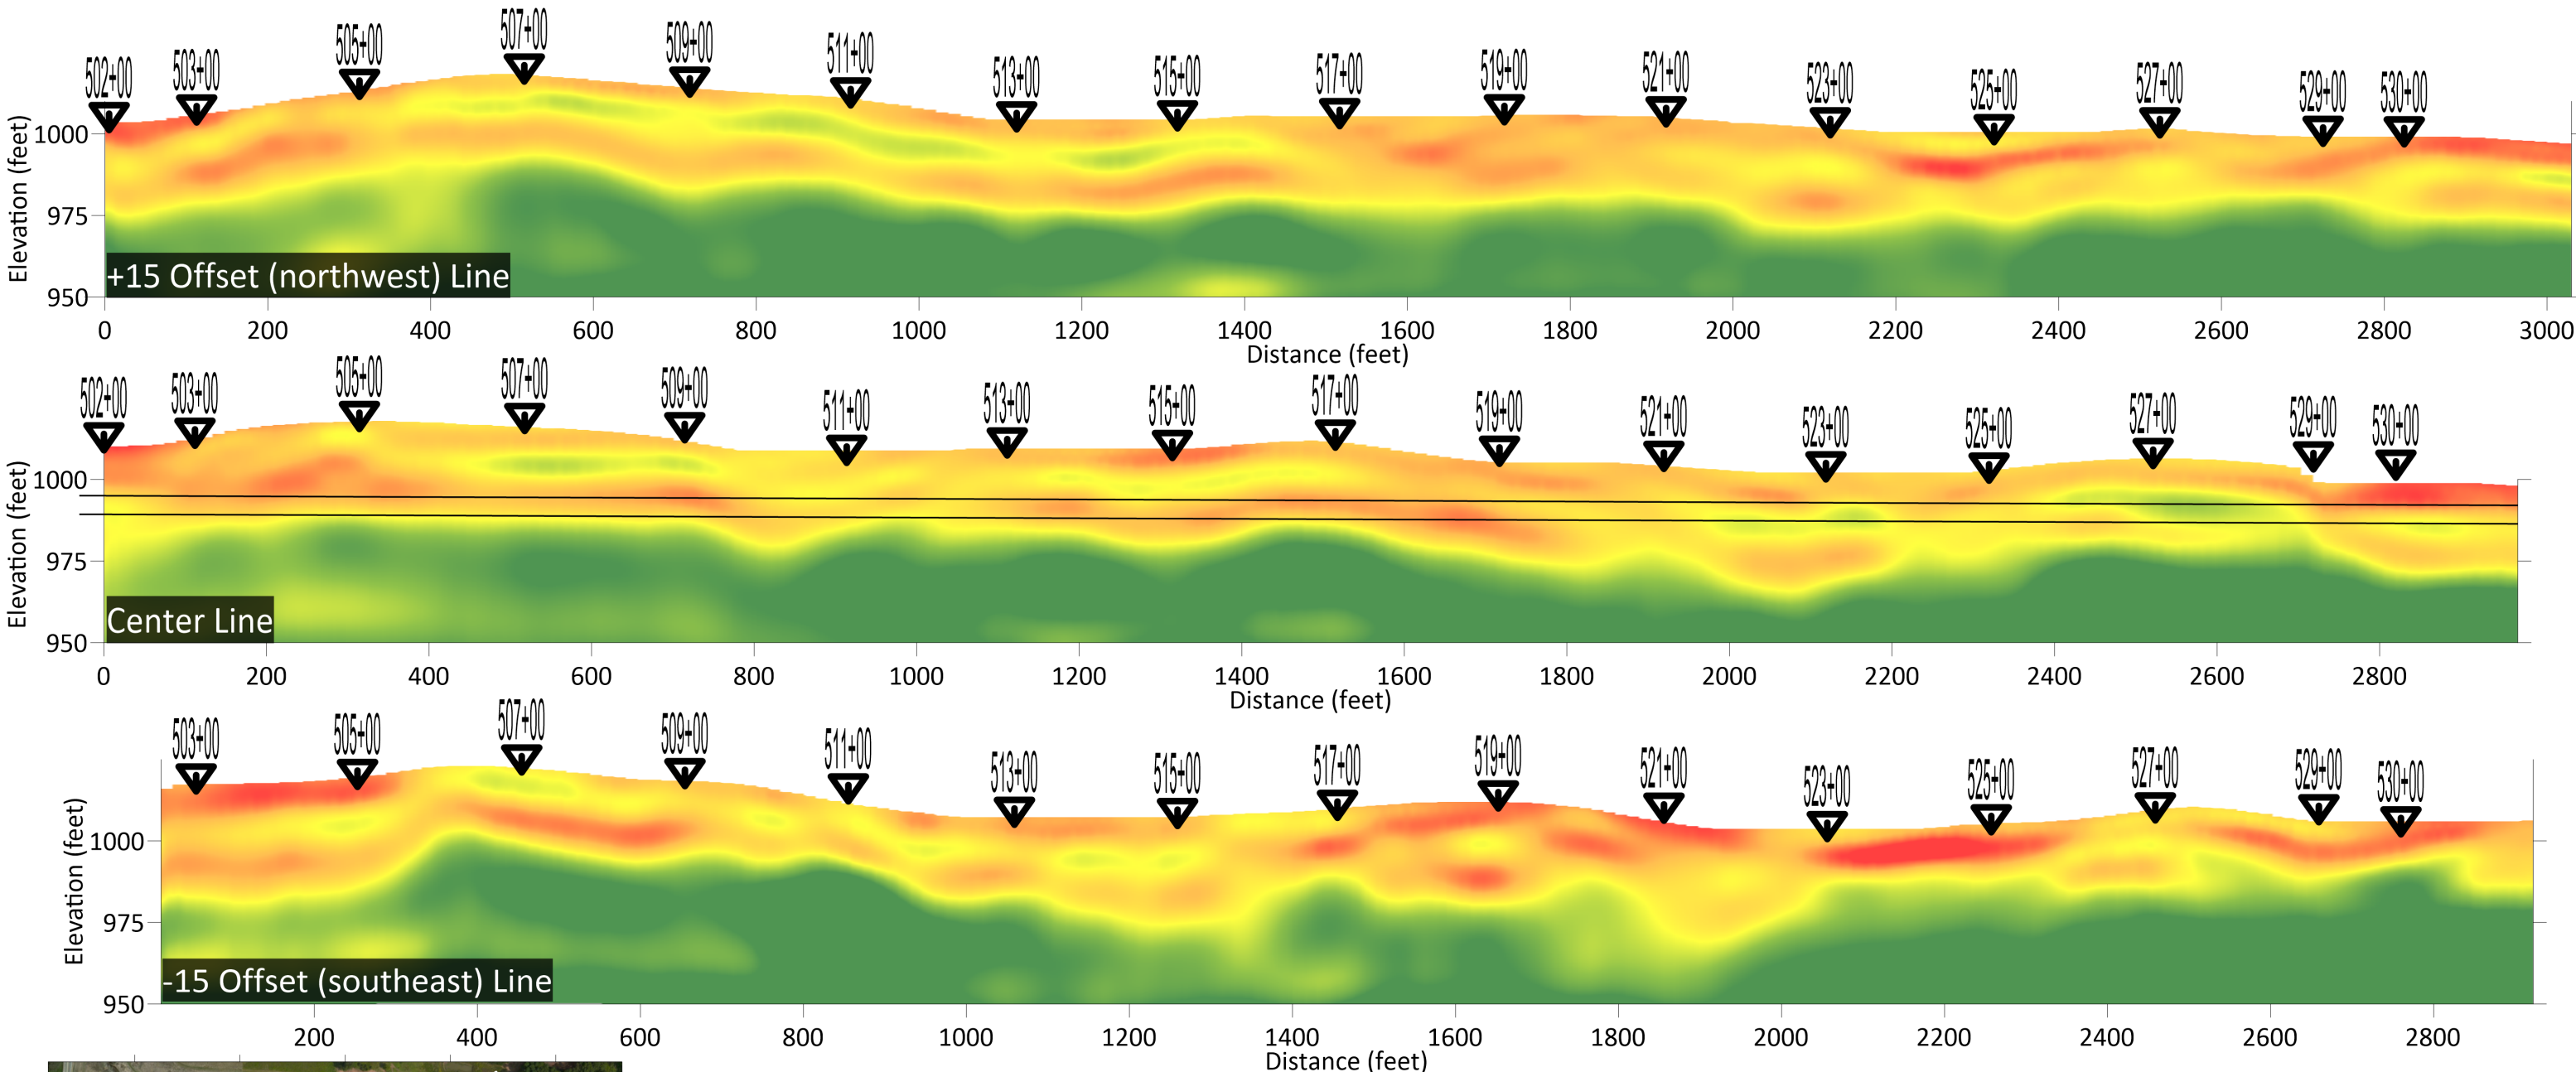 502+00 503+00 505+00 507+00 509+00 511+00 513+00 515+00 517+00 519+00 521+00 523+00 525+00 527+00 529+00 530+00
Elevation (feet)
1000
975
950
+15 Offset (northwest) Line
0 200 400 600 800 1000 1200 1400 1600 1800 2000 2200 2400 2600 2800 3000
Distance (feet)
502+00 503+00 505+00 507+00 509+00 511+00 513+00 515+00 517+00 519+00 521+00 523+00 525+00 527+00 529+00 530+00
Elevation (feet)
1000
975
950
Center Line
0 200 400 600 800 1000 1200 1400 1600 1800 2000 2200 2400 2600 2800
Distance (feet)
503+00 505+00 507+00 509+00 511+00 513+00 515+00 517+00 519+00 521+00 523+00 525+00 527+00 529+00 530+00
Elevation (feet)
1000
975
950
-15 Offset (southeast) Line
200 400 600 800 1000 1200 1400 1600 1800 2000 2200 2400 2600 2800
Distance (feet)